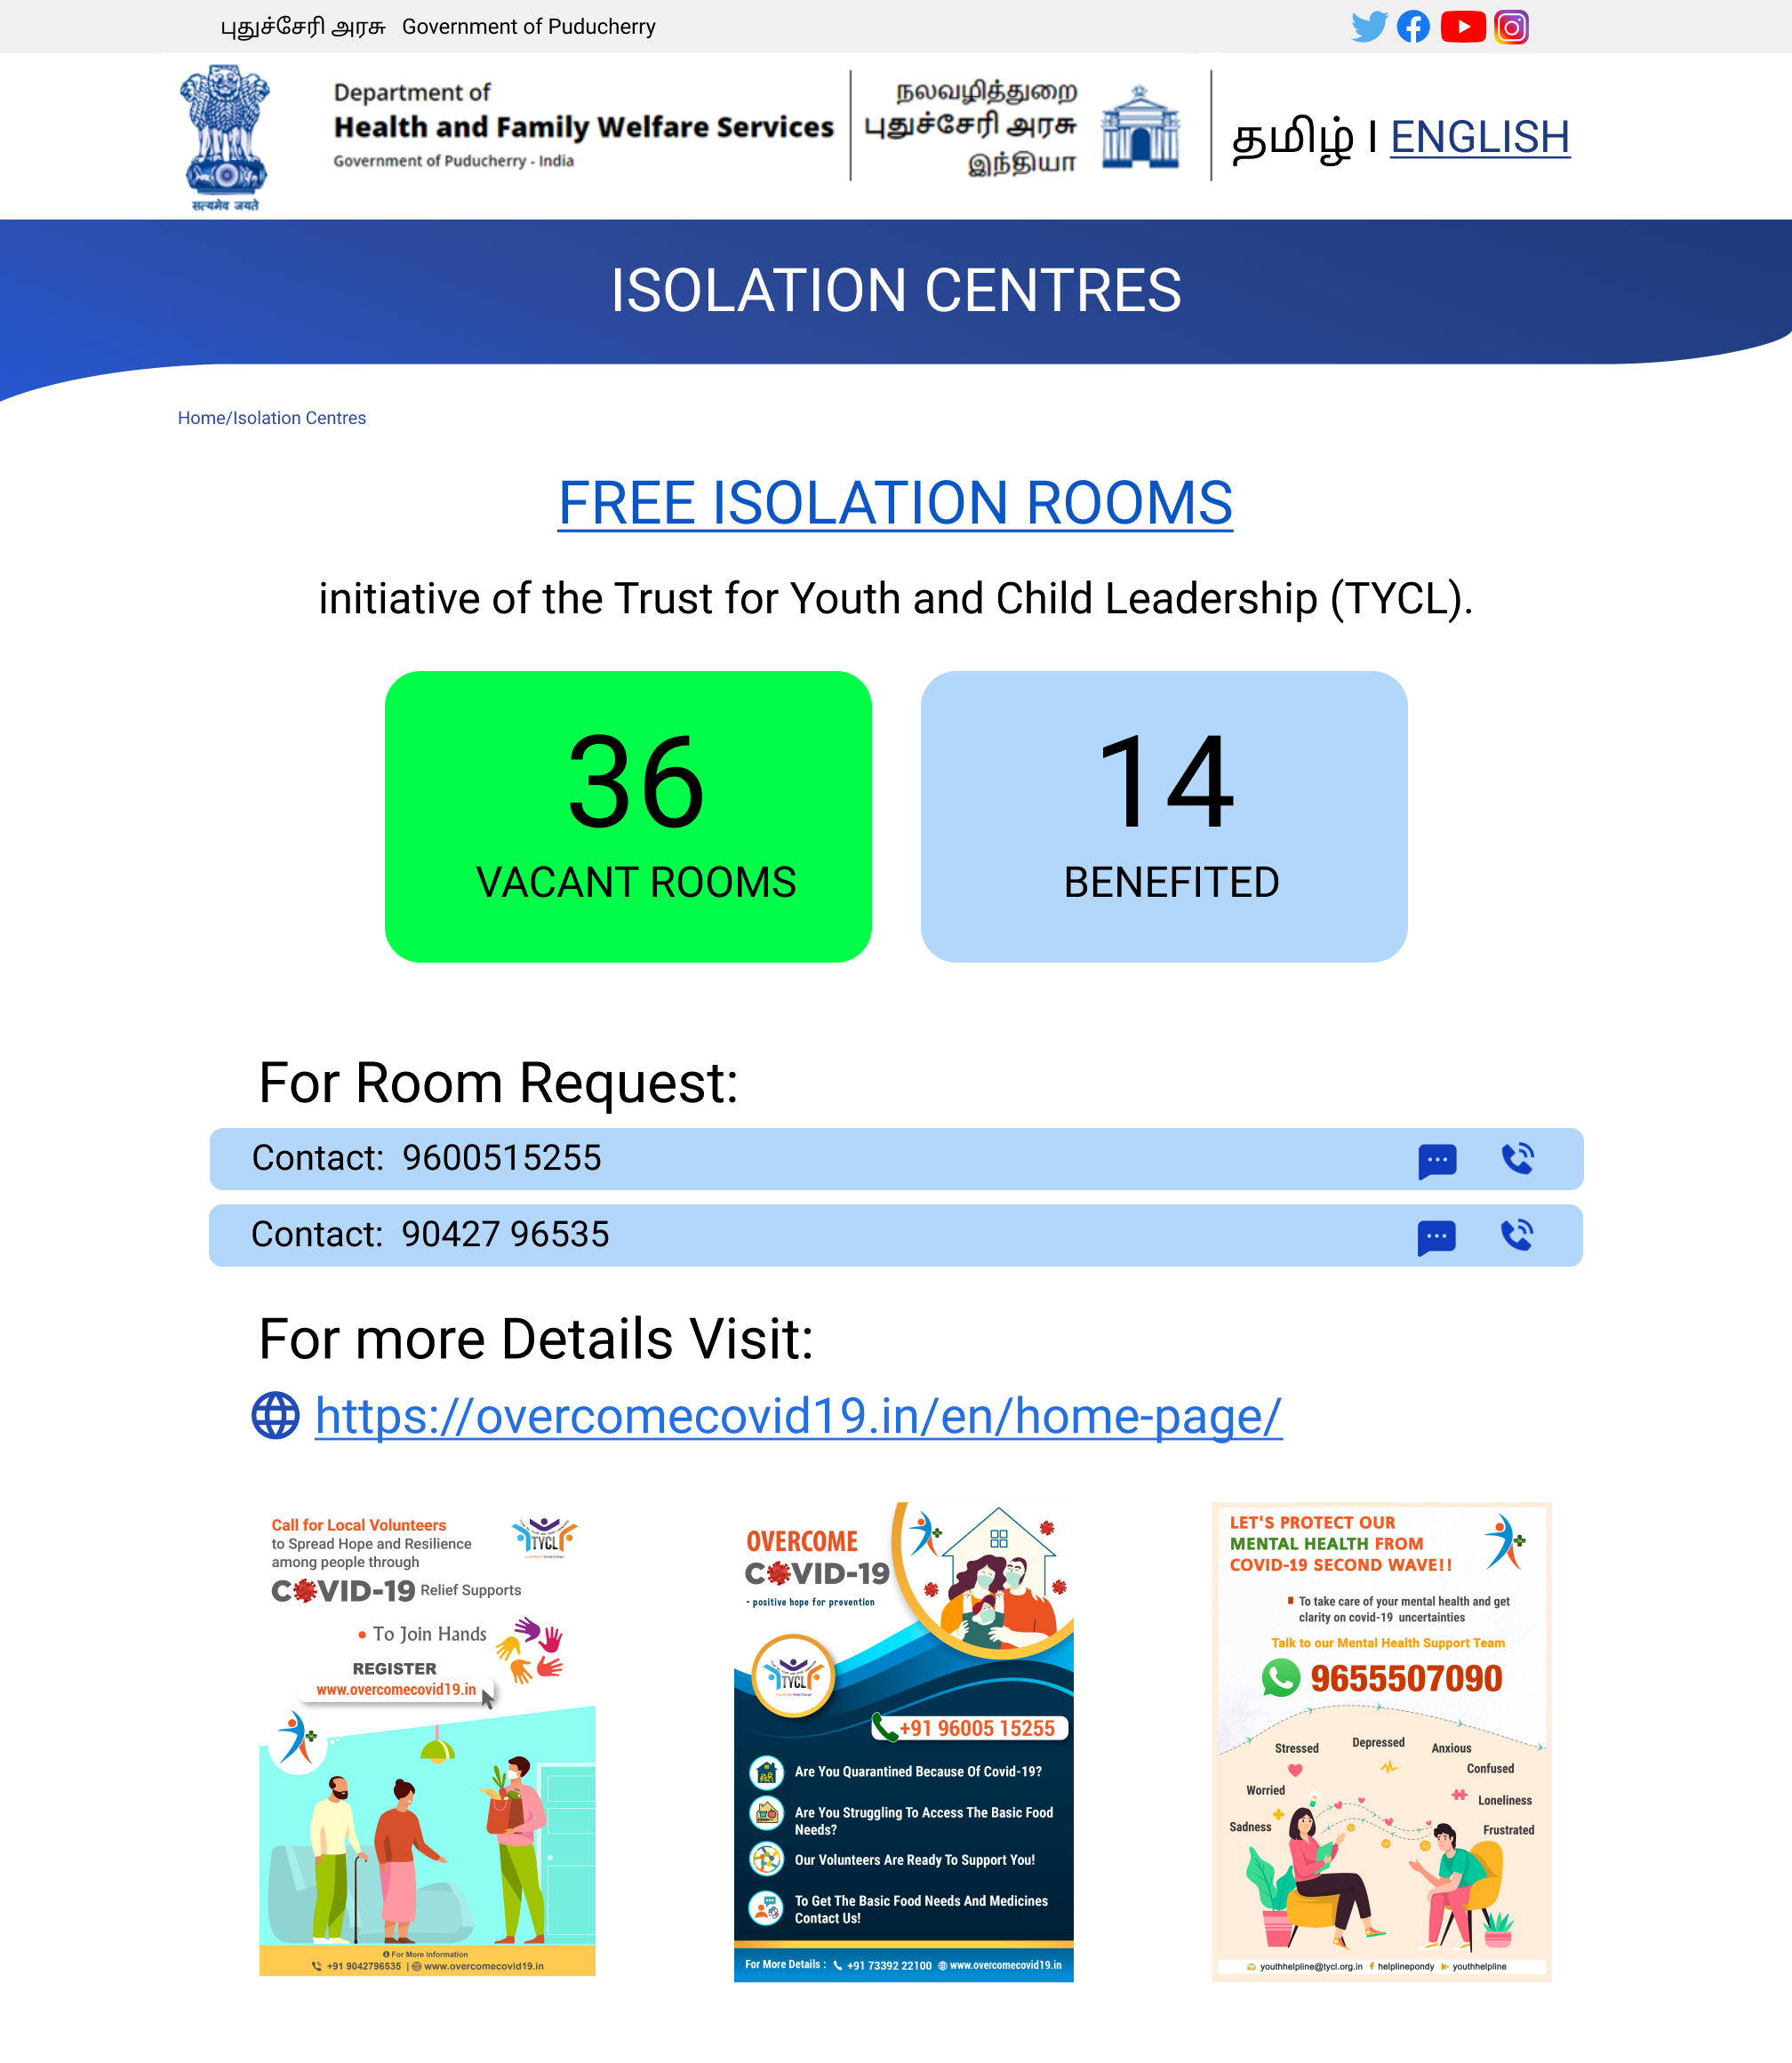 புதுச்சேரி அரசு Government of Puducherry
सत्यमेव जयते
Department of
Health and Family Welfare Services
Government of Puducherry - India
நலவழித்துறை
புதுச்சேரி அரசு
இந்தியா
தமிழ் I ENGLISH
ISOLATION CENTRES
Home/Isolation Centres
FREE ISOLATION ROOMS
initiative of the Trust for Youth and Child Leadership (TYCL).
36
VACANT ROOMS
14
BENEFITED
For Room Request:
Contact: 9600515255
Contact: 90427 96535
For more Details Visit:
https://overcomecovid19.in/en/home-page/
Call for Local Volunteers
to Spread Hope and Resilience
among people through
COVID-19 Relief Supports
TYCL
• To Join Hands
REGISTER
www.overcomecovid19.in
For More Information
+91 9042796535 | www.overcomecovid19.in
OVERCOME
COVID-19
- positive hope for prevention
TYCL
+91 96005 15255
Are You Quarantined Because Of Covid-19?
Are You Struggling To Access The Basic Food
Needs?
Our Volunteers Are Ready To Support You!
To Get The Basic Food Needs And Medicines
Contact Us!
For More Details : +91 73392 22100 www.overcomecovid19.in
LET'S PROTECT OUR
MENTAL HEALTH FROM
COVID-19 SECOND WAVE!!
To take care of your mental health and get
clarity on covid-19 uncertainties
Talk to our Mental Health Support Team
9655507090
Stressed
Depressed
Anxious
Confused
Worried
Loneliness
Sadness
Frustrated
youthhelpline@tycl.org.in helplinepondy youthhelpline